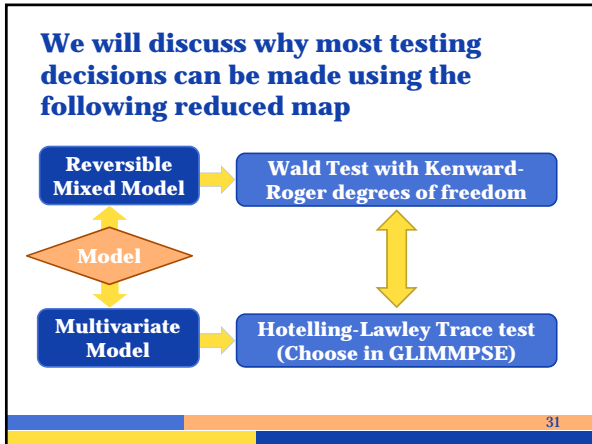 We will discuss why most testing
decisions can be made using the
following reduced map
Reversible
Mixed Model
Wald Test with Kenward-
Roger degrees of freedom
Model
Multivariate
Model
Hotelling-Lawley Trace test
(Choose in GLIMMPSE)
31